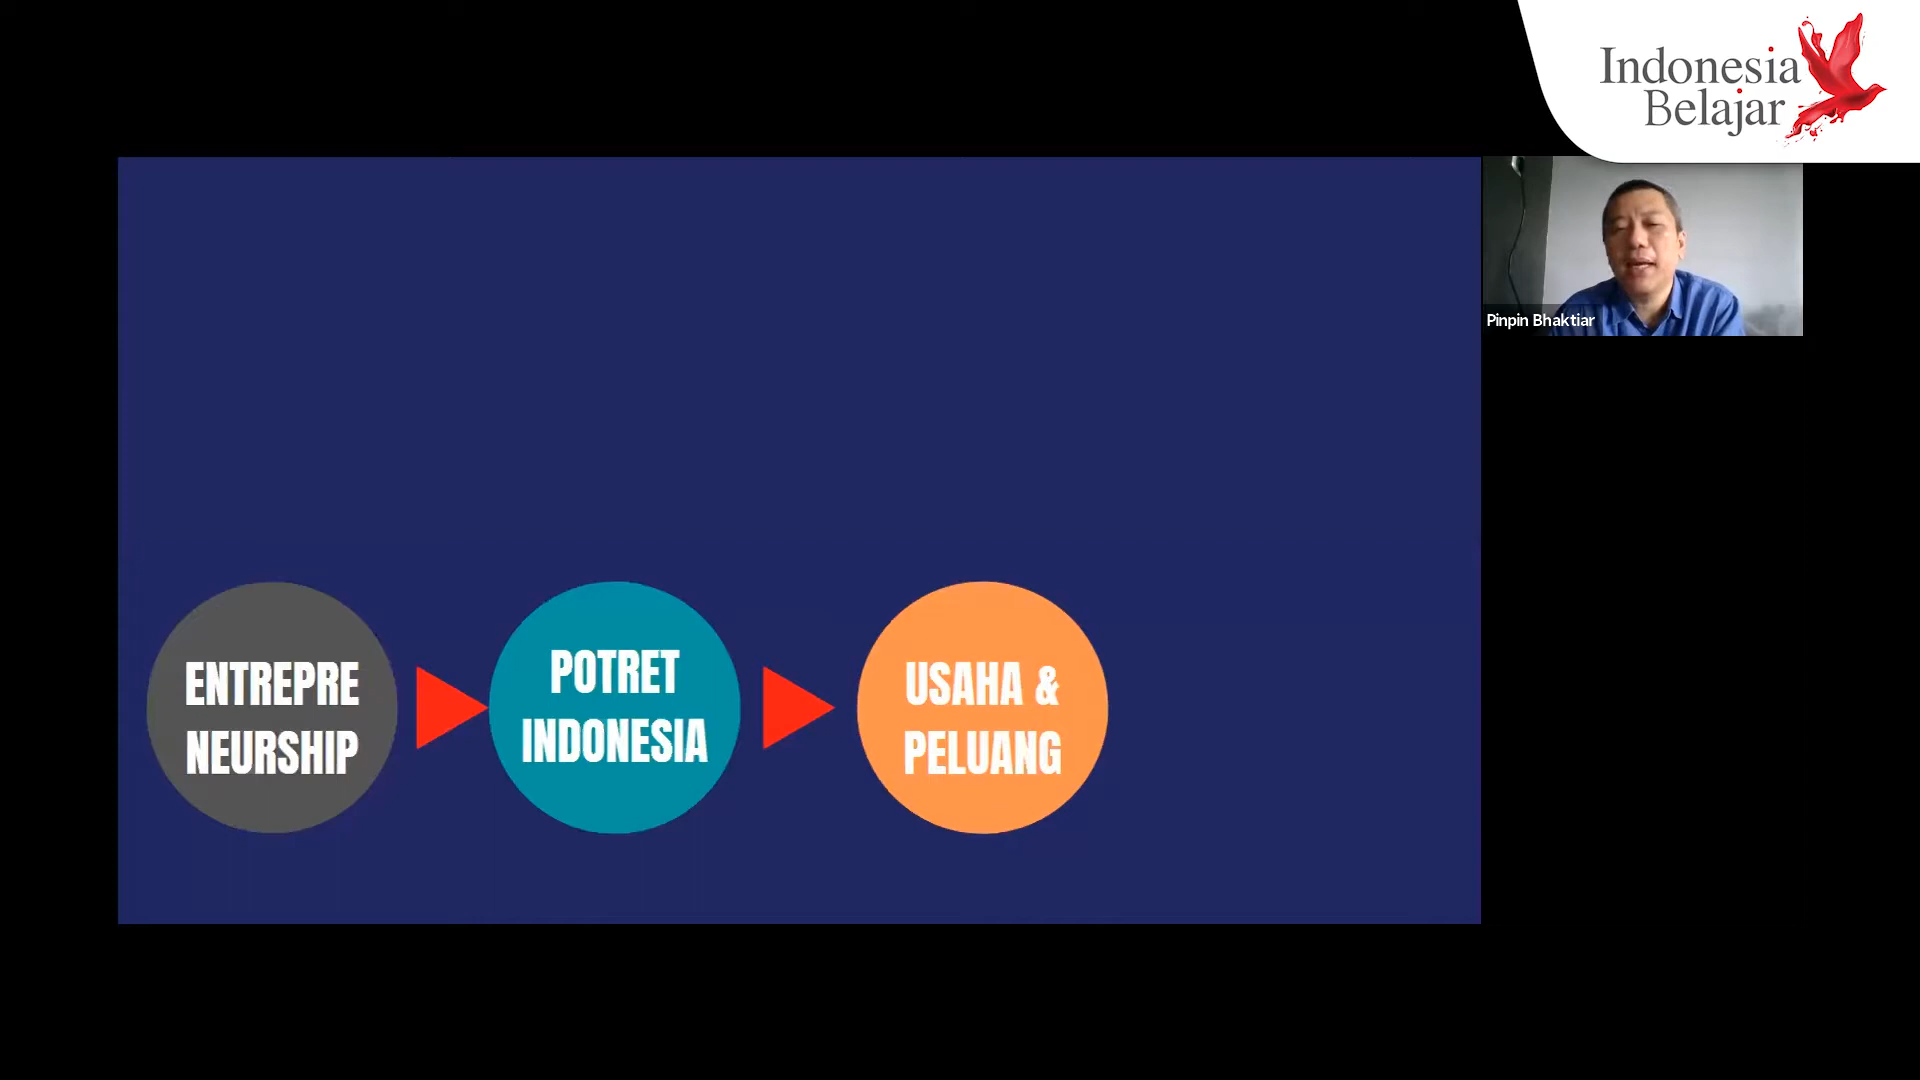 Indonesia
Belajar
Pinpin Bhaktiar
ENTREPRE
NEURSHIP
POTRET
INDONESIA
USAHA &
PELUANG